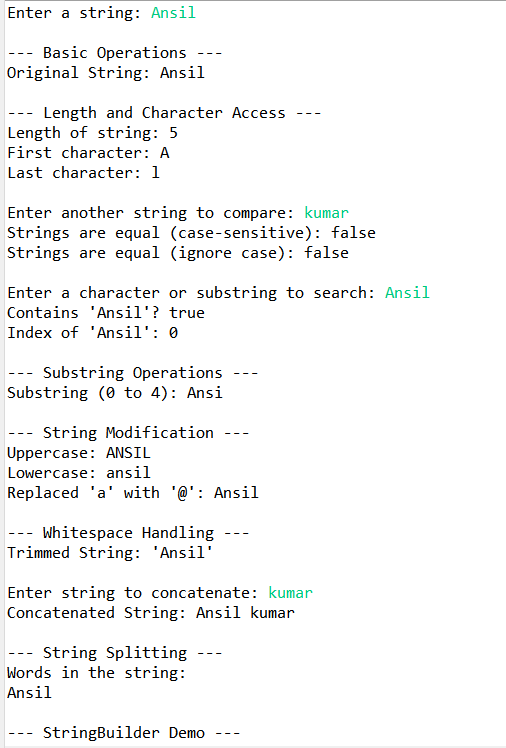 Enter a string: Ansil
--- Basic Operations ---
Original String: Ansil
--- Length and Character Access ---
Length of string: 5
First character: A
Last character: l
Enter another string to compare: kumar
Strings are equal (case-sensitive): false
Strings are equal (ignore case): false
Enter a character or substring to search: Ansil
Contains 'Ansil'? true
Index of 'Ansil': 0
--- Substring Operations ---
Substring (0 to 4): Ansi
--- String Modification ---
Uppercase: ANSIL
Lowercase: ansil
Replaced 'a' with '@': Ansil
--- Whitespace Handling ---
Trimmed String: 'Ansil'
Enter string to concatenate: kumar
Concatenated String: Ansil kumar
--- String Splitting ---
Words in the string:
Ansil
--- StringBuilder Demo ---